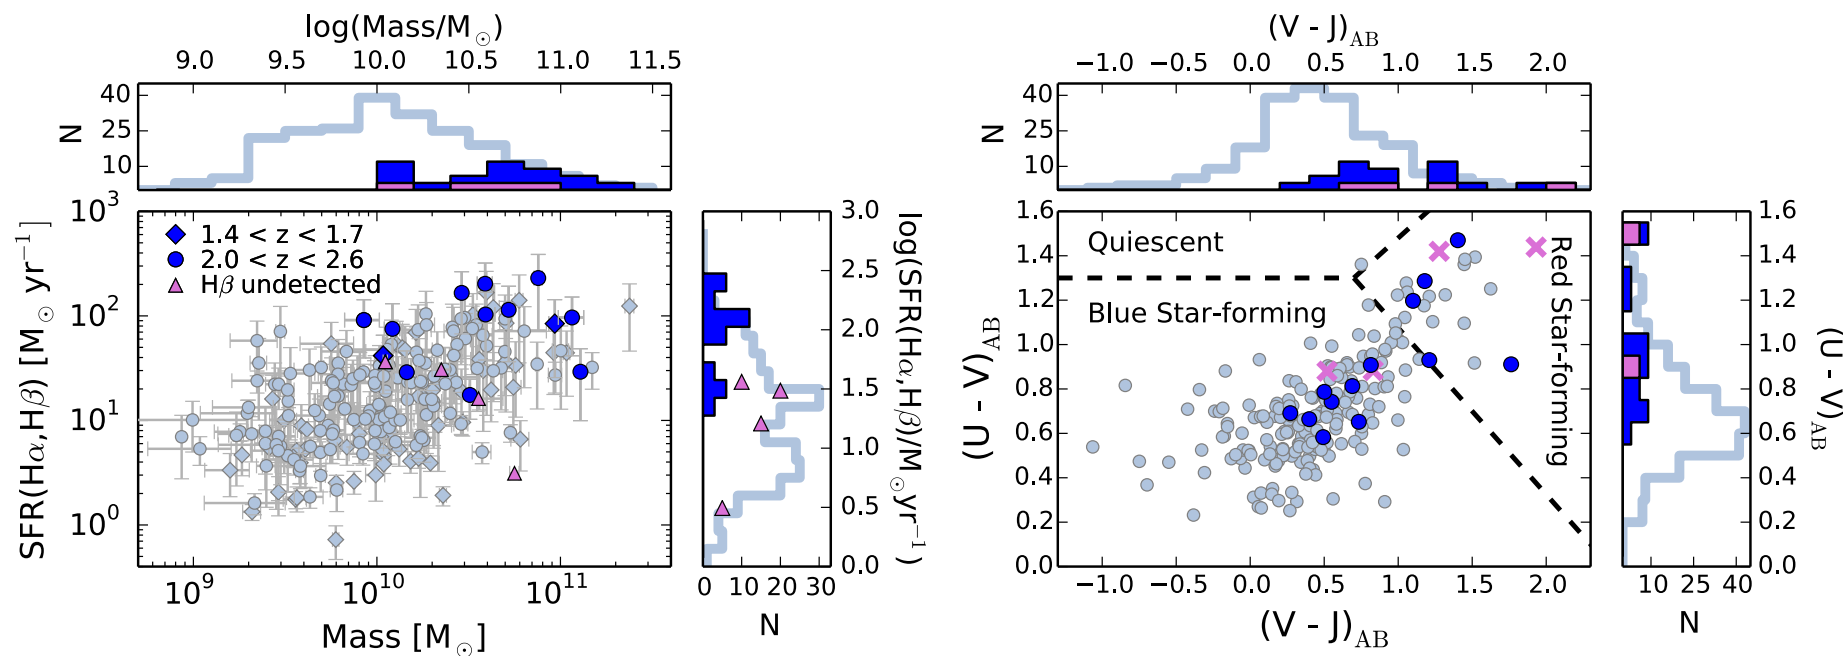 log(Mass/M⊙)
9.0 9.5 10.0 10.5 11.0 11.5
N
40
25
10
SFR(Hα,Hβ) [M⊙ yr⁻¹]
10³
10²
10¹
10⁰
1.4 < z < 1.7
2.0 < z < 2.6
Hβ undetected
10⁹ 10¹⁰ 10¹¹
Mass [M⊙]
3.0
2.5
2.0
1.5
1.0
0.5
0.0
log(SFR(Hα,Hβ)/M⊙yr⁻¹)
0 10 20 30
N
(V - J)AB
−1.0 −0.5 0.0 0.5 1.0 1.5 2.0
N
40
25
10
(U - V)AB
1.6
1.4
1.2
1.0
0.8
0.6
0.4
0.2
0.0
Quiescent
Blue Star-forming
Red Star-forming
−1.0 −0.5 0.0 0.5 1.0 1.5 2.0
(V - J)AB
1.6
1.4
1.2
1.0
0.8
0.6
0.4
0.2
0.0
(U - V)AB
10 25 40
N